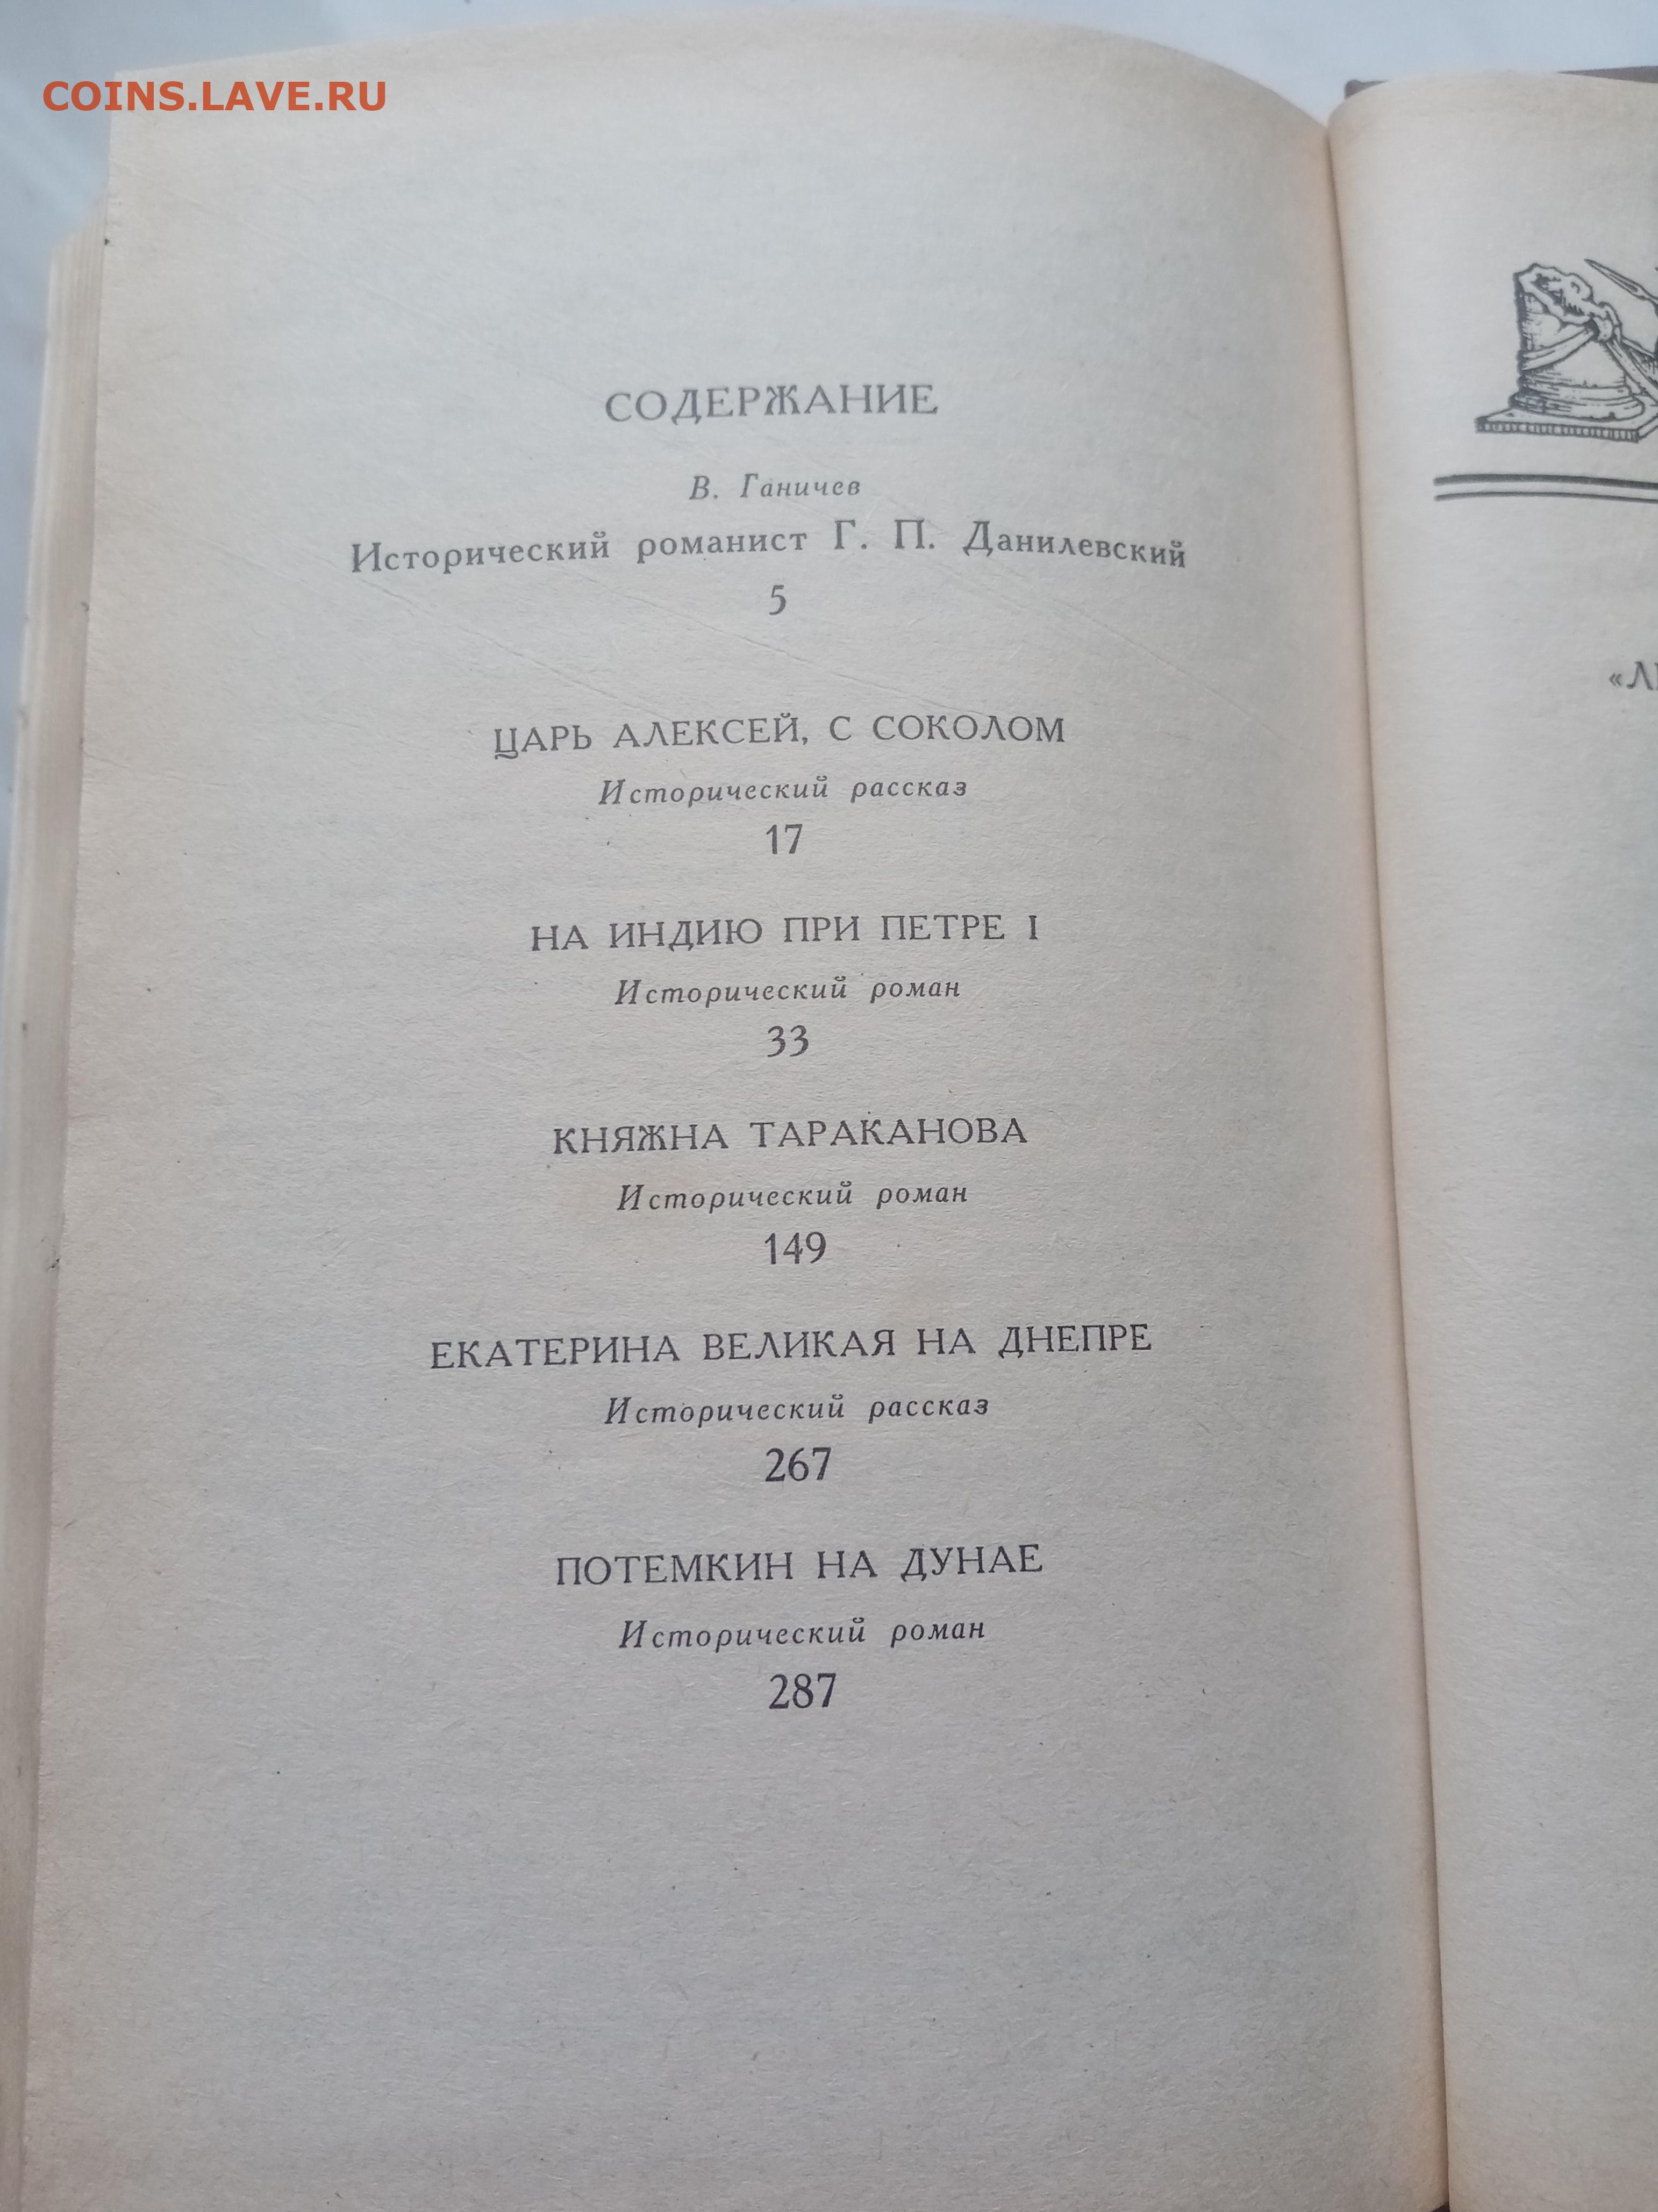 COINS.LAVE.RU
СОДЕРЖАНИЕ
В. Ганичев
Исторический романист Г. П. Данилевский
5
ЦАРЬ АЛЕКСЕЙ, С СОКОЛОМ
Исторический рассказ
17
НА ИНДИЮ ПРИ ПЕТРЕ I
Исторический роман
33
КНЯЖНА ТАРАКАНОВА
Исторический роман
149
ЕКАТЕРИНА ВЕЛИКАЯ НА ДНЕПРЕ
Исторический рассказ
267
ПОТЕМКИН НА ДУНАЕ
Исторический роман
287